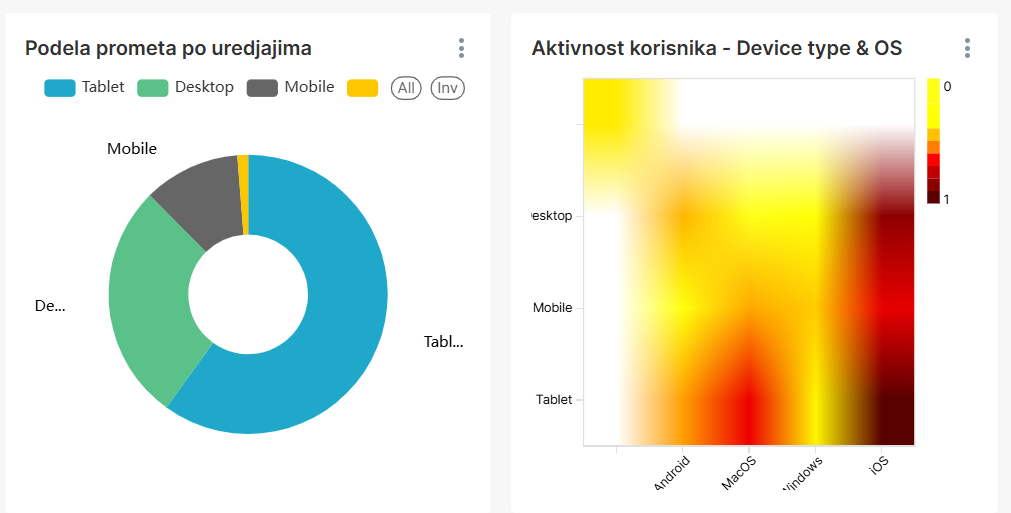 Podela prometa po uredjajima
Tablet Desktop Mobile All Inv
Mobile
De...
Tabl...
Aktivnost korisnika - Device type & OS
0
1
esktop
Mobile
Tablet
Android MacOS Windows iOS